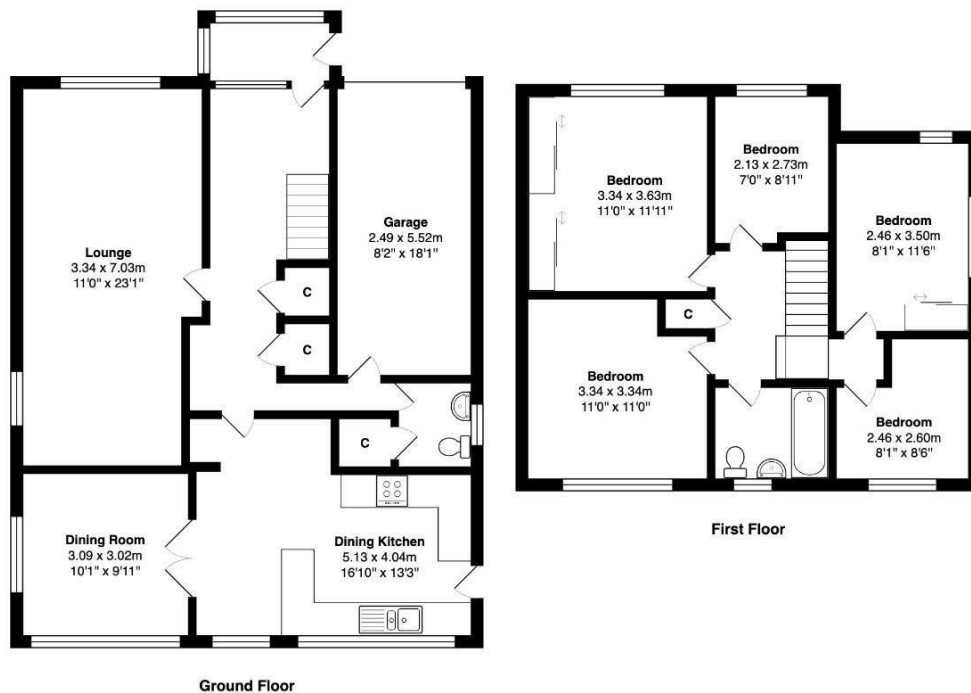 Lounge
3.34 x 7.03m
11'0" x 23'1"
Garage
2.49 x 5.52m
8'2" x 18'1"
C
C
C
Dining Room
3.09 x 3.02m
10'1" x 9'11"
Dining Kitchen
5.13 x 4.04m
16'10" x 13'3"
Ground Floor
Bedroom
3.34 x 3.63m
11'0" x 11'11"
Bedroom
2.13 x 2.73m
7'0" x 8'11"
Bedroom
2.46 x 3.50m
8'1" x 11'6"
C
Bedroom
3.34 x 3.34m
11'0" x 11'0"
Bedroom
2.46 x 2.60m
8'1" x 8'6"
First Floor